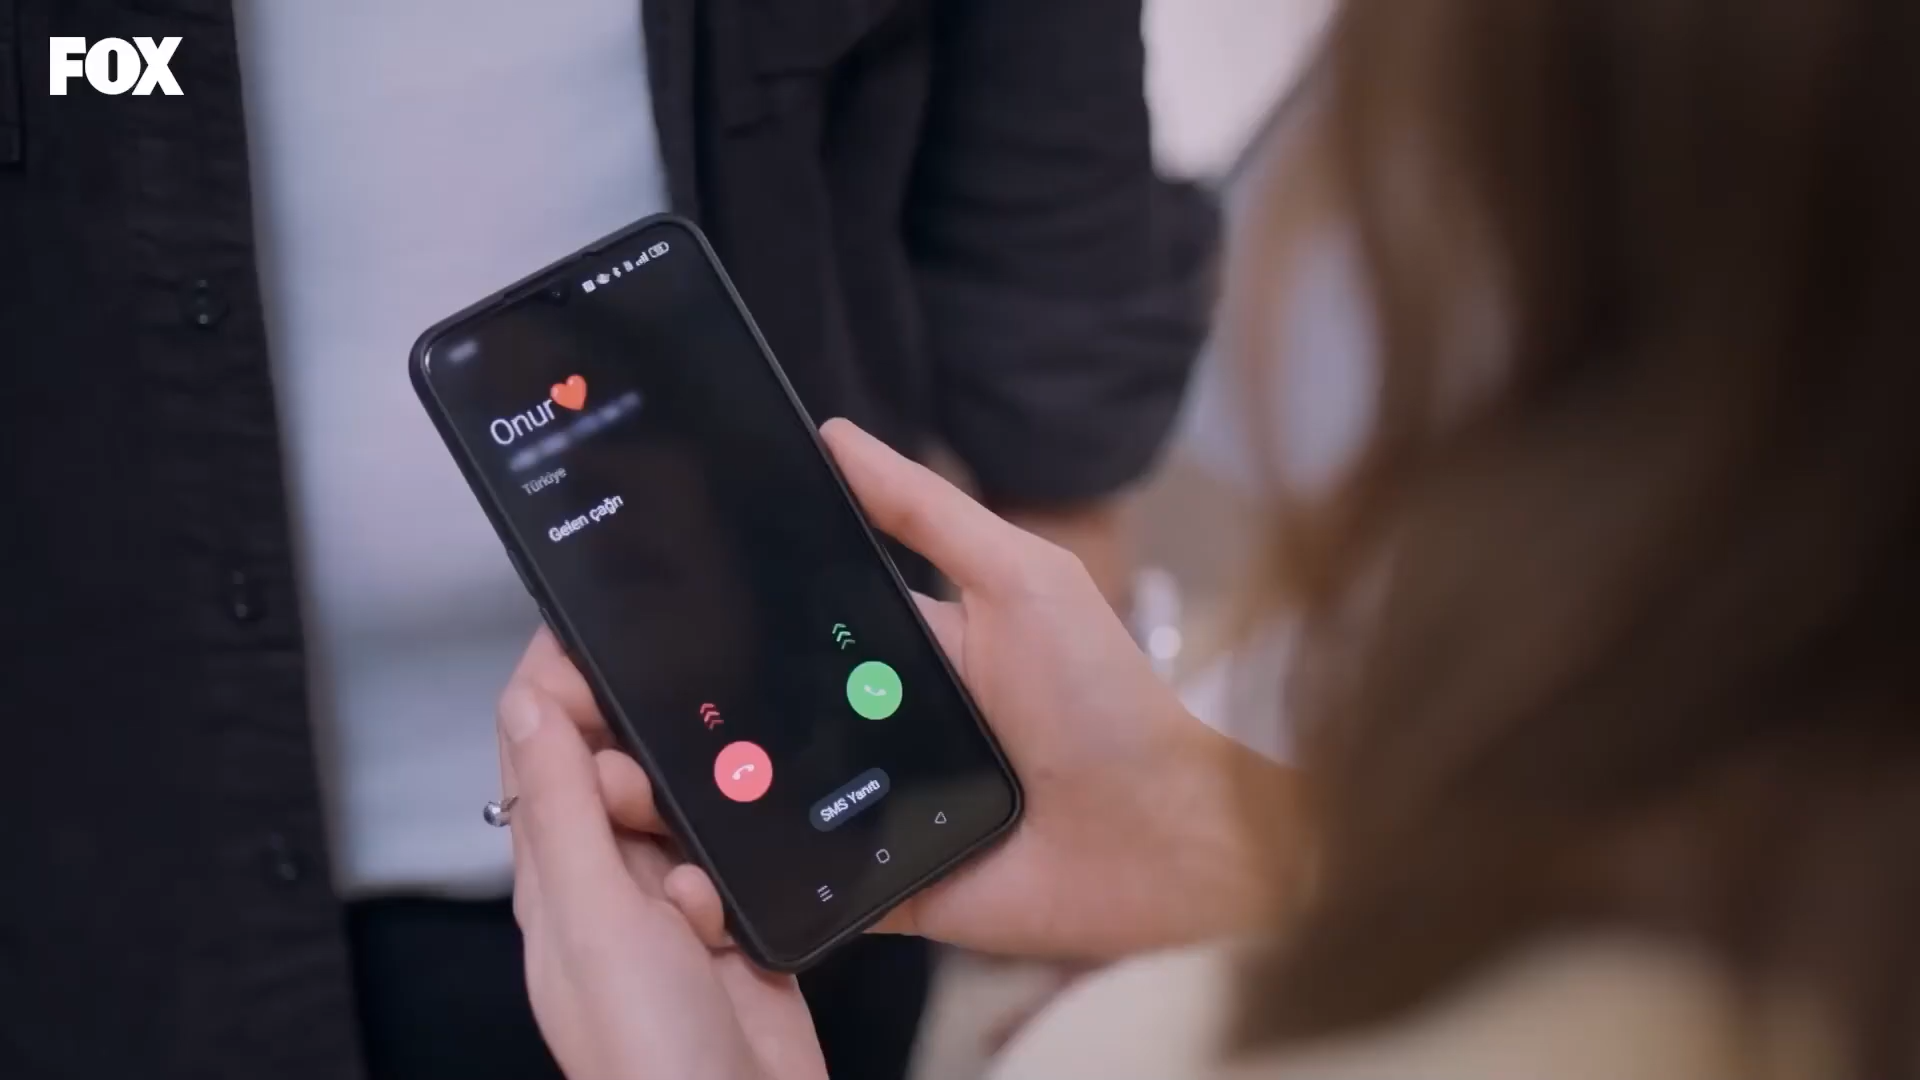 FOX
Onur❤️
Türkiye
Gelen çağrı
SMS Yanıtı